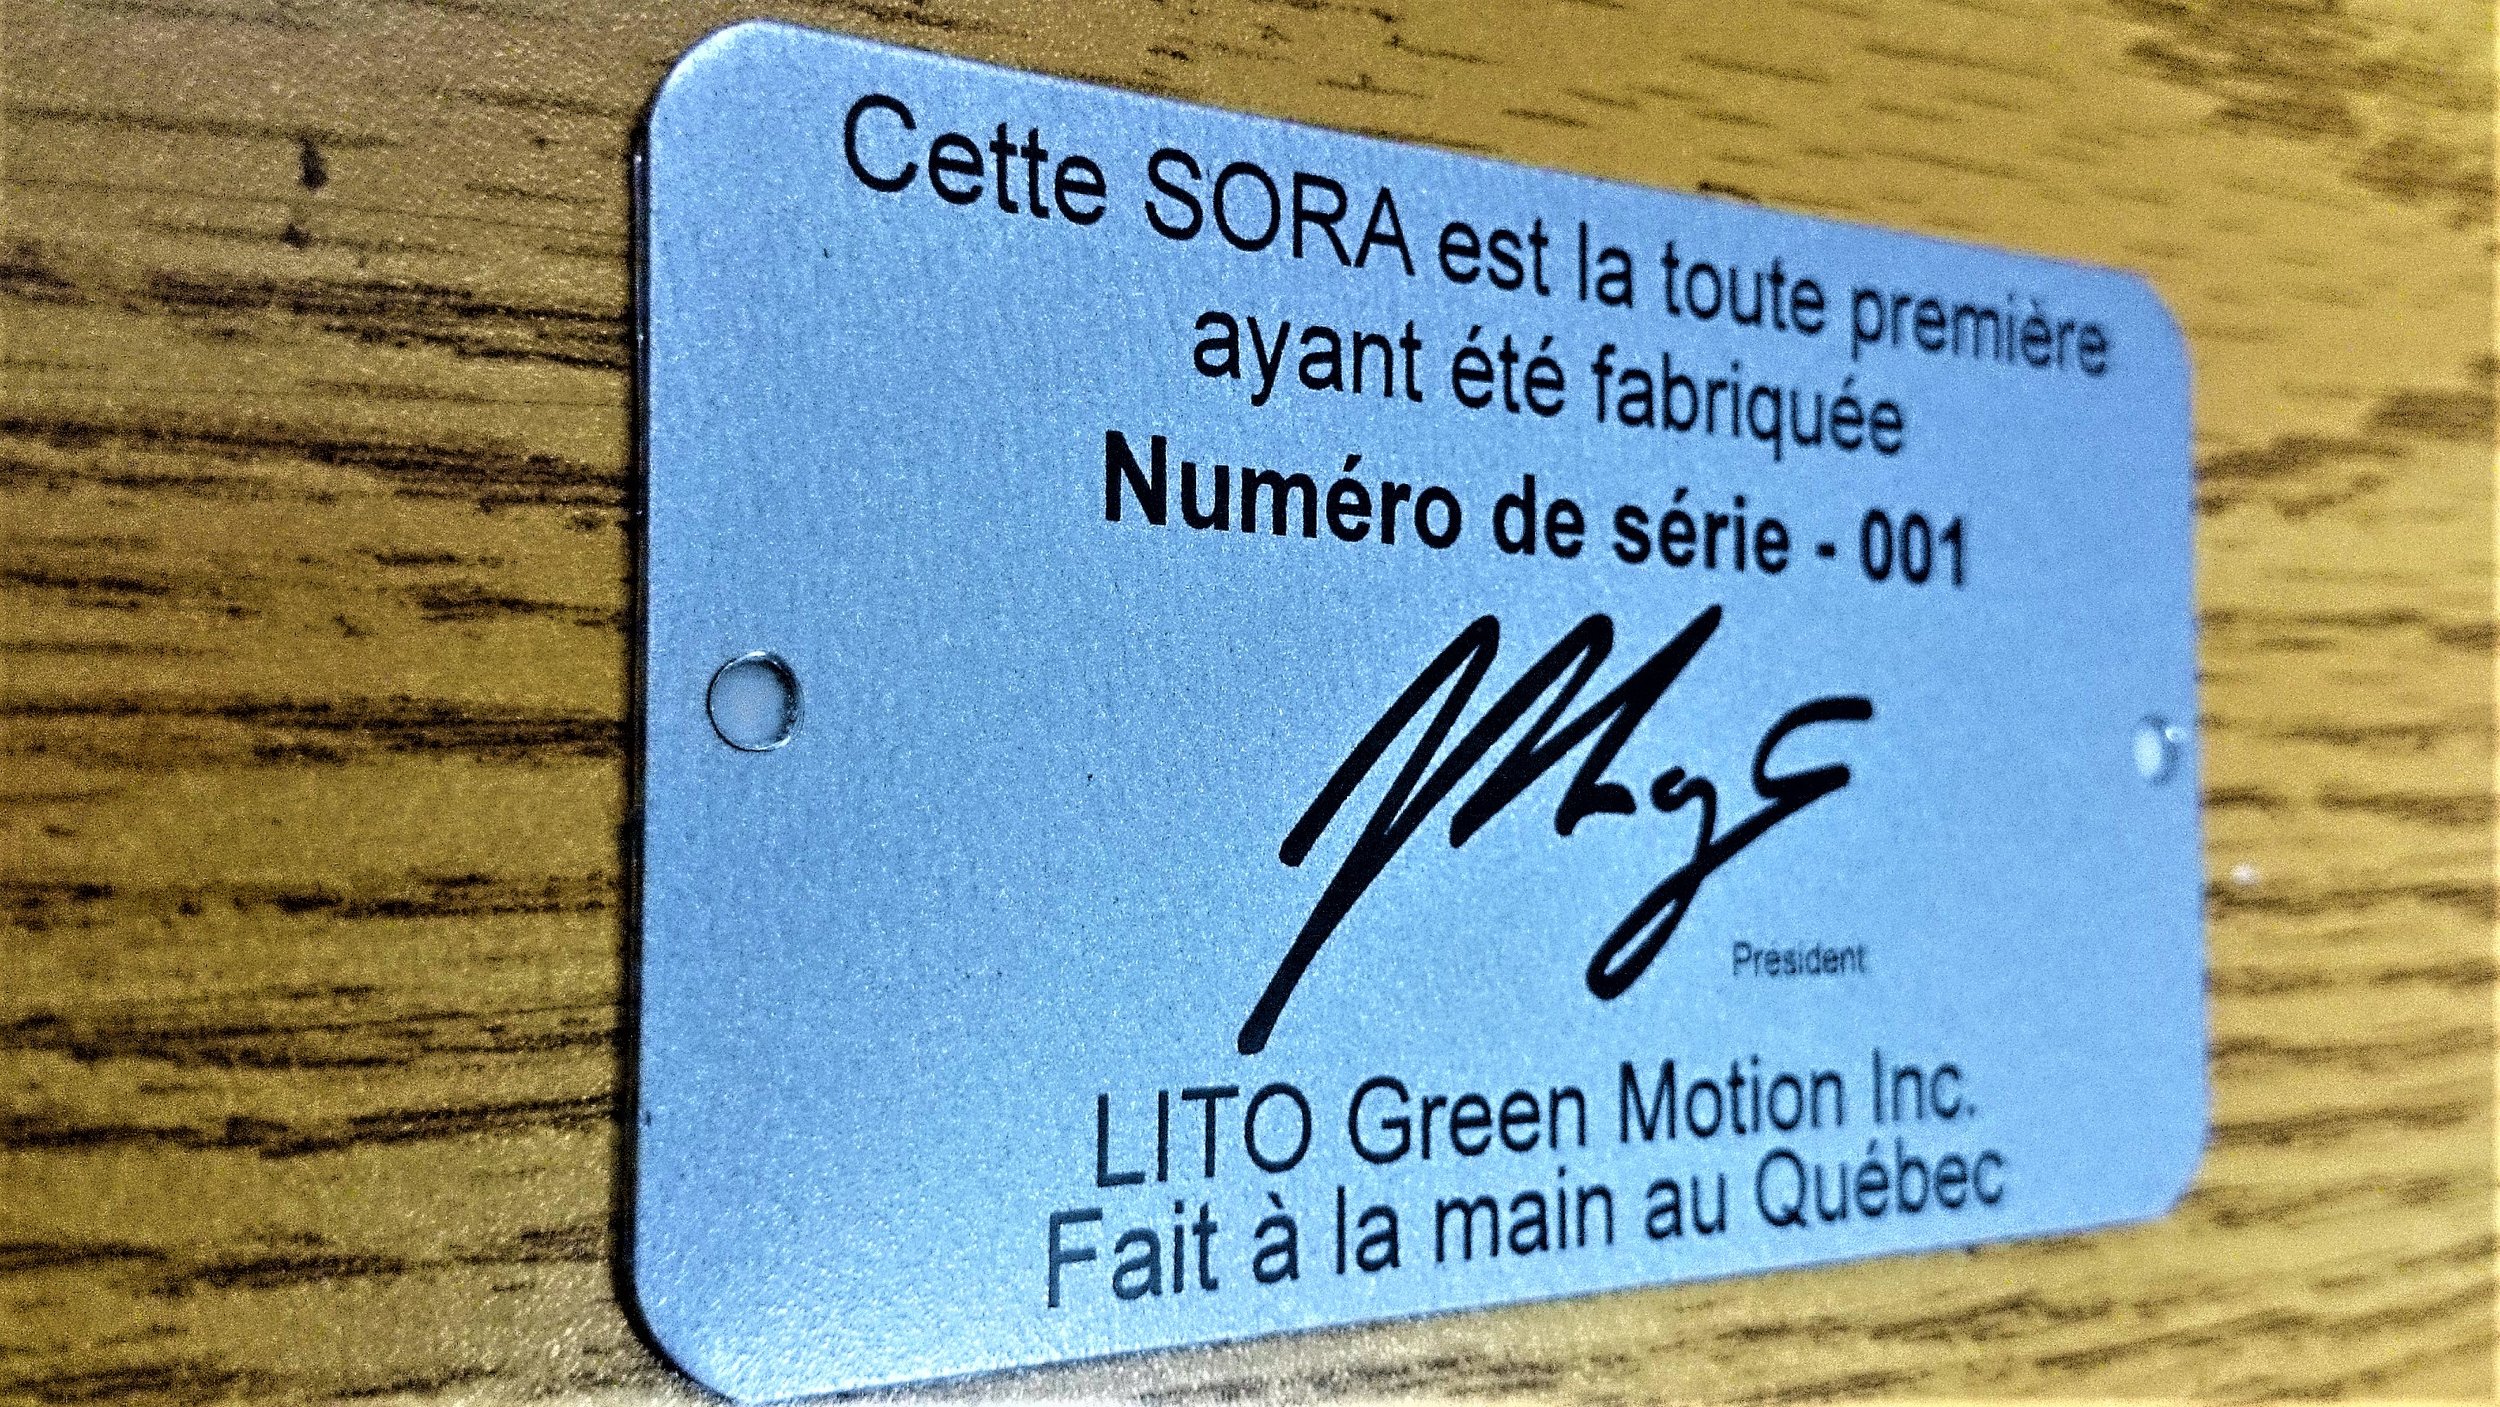 Cette SORA est la toute première
ayant été fabriquée
Numéro de série - 001
President
LITO Green Motion Inc.
Fait à la main au Québec